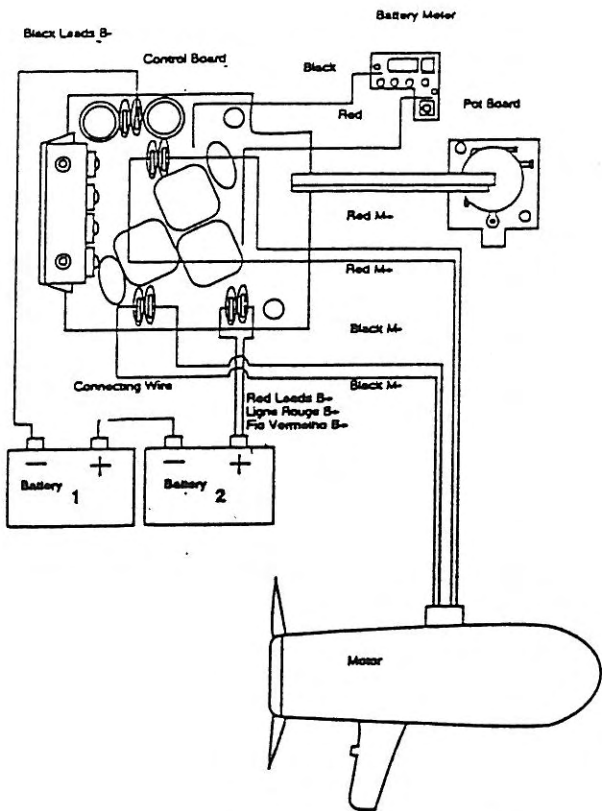 Battery Meter
Black Leads B-
Control Board
Black
Red
Pot Board
Red M+
Red M+
Black M-
Connecting Wire
Black M-
Red Leads B+
Ligne Rouge B+
Fio Vermelho B+
- + - +
Battery 1
Battery 2
Motor